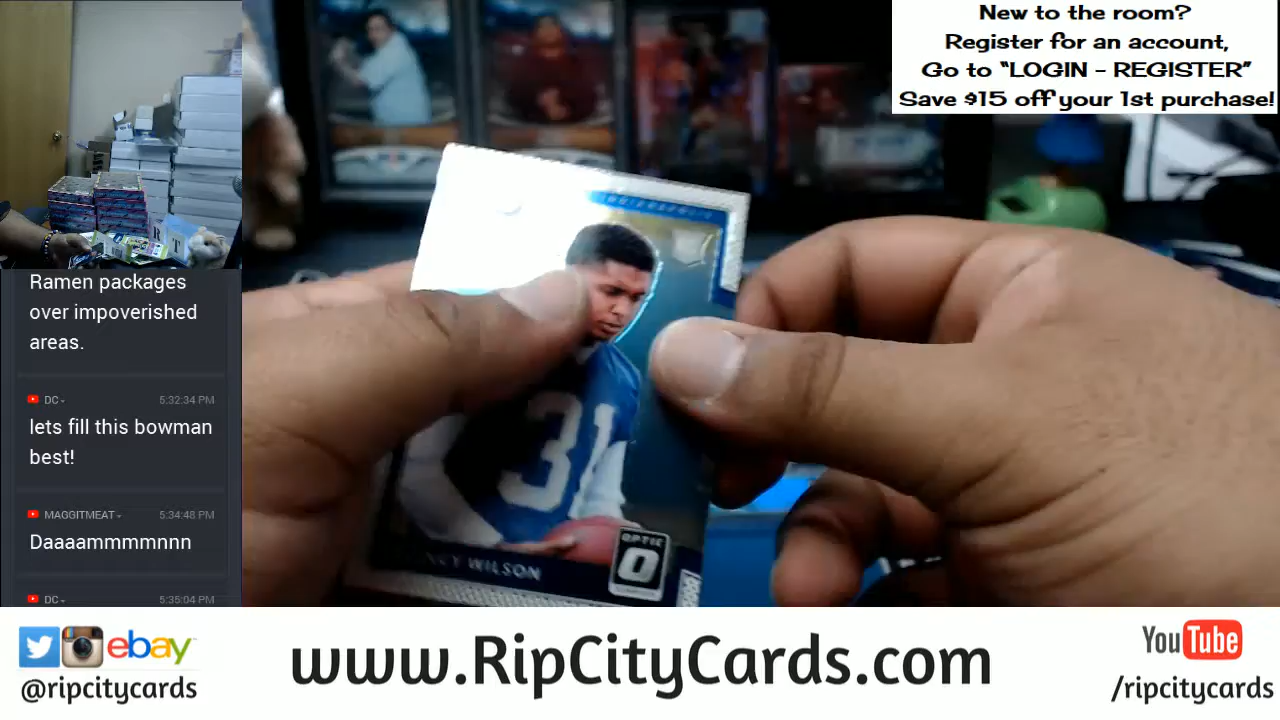 New to the room?
Register for an account,
Go to “LOGIN - REGISTER”
Save $15 off your 1st purchase!
Ramen packages
over impoverished
areas.
DC 5:32:34 PM
lets fill this bowman
best!
MAGGITMEAT 5:34:48 PM
Daaaammmmnnn
DC 5:35:04 PM
31
OPTIC
WILSON
ebay
@ripcitycards
www.RipCityCards.com
YouTube
/ripcitycards